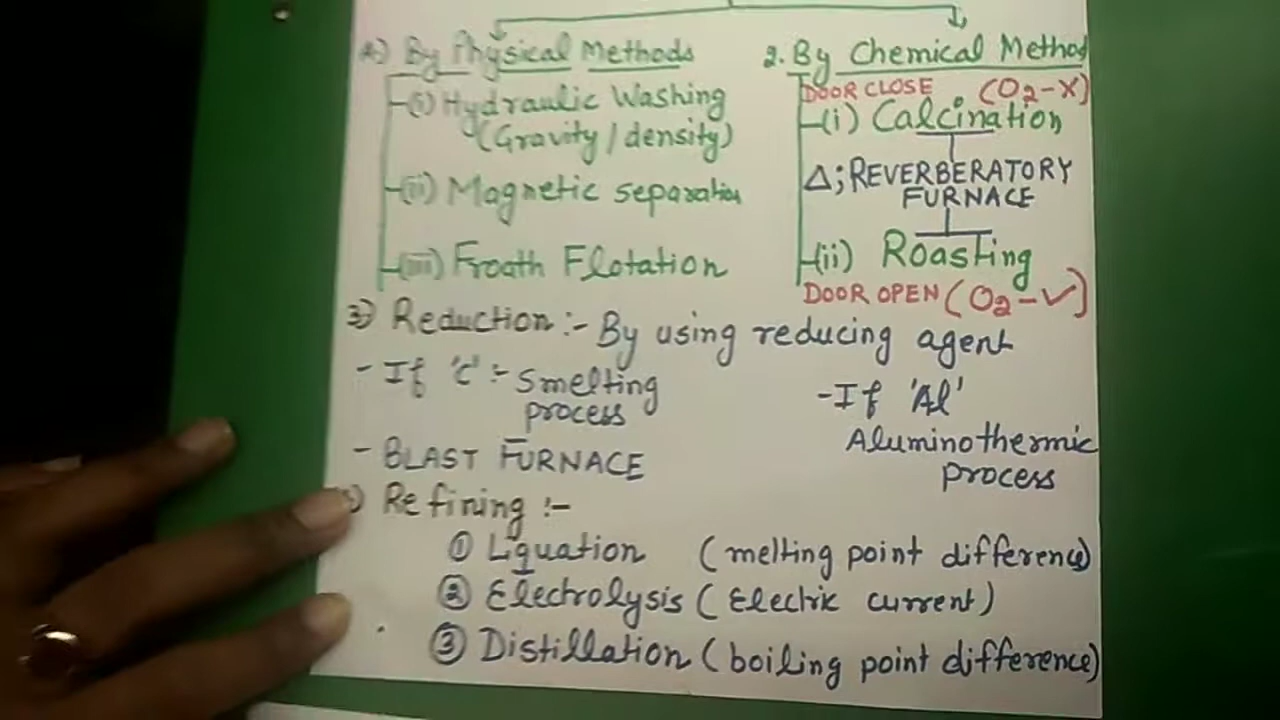 1.) By Physical Methods
(i) Hydraulic Washing
(Gravity / density)
(ii) Magnetic separation
(iii) Froath Flotation
2. By Chemical Method
DOOR CLOSE (O2-X)
(i) Calcination
Δ; REVERBERATORY
FURNACE
(ii) Roasting
DOOR OPEN (O2-✓)
3) Reduction :- By using reducing agent
- If 'C' :- Smelting
process
- BLAST FURNACE
- If 'Al'
Aluminothermic
process
Refining :-
① Liquation (melting point difference)
② Electrolysis (Electric current)
③ Distillation (boiling point difference)